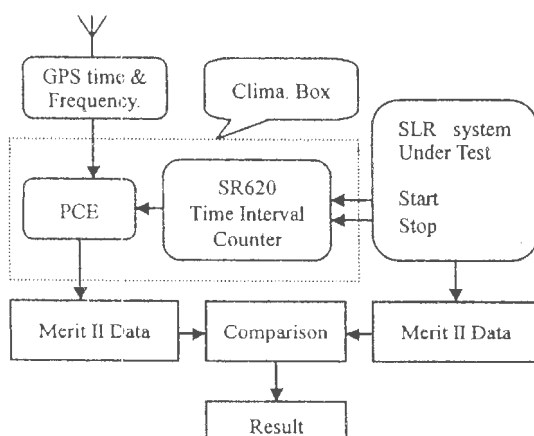 GPS time &
Frequency.
Clima. Box
SLR system
Under Test
Start
Stop
PCE
SR620
Time Interval
Counter
Merit II Data
Comparison
Merit II Data
Result